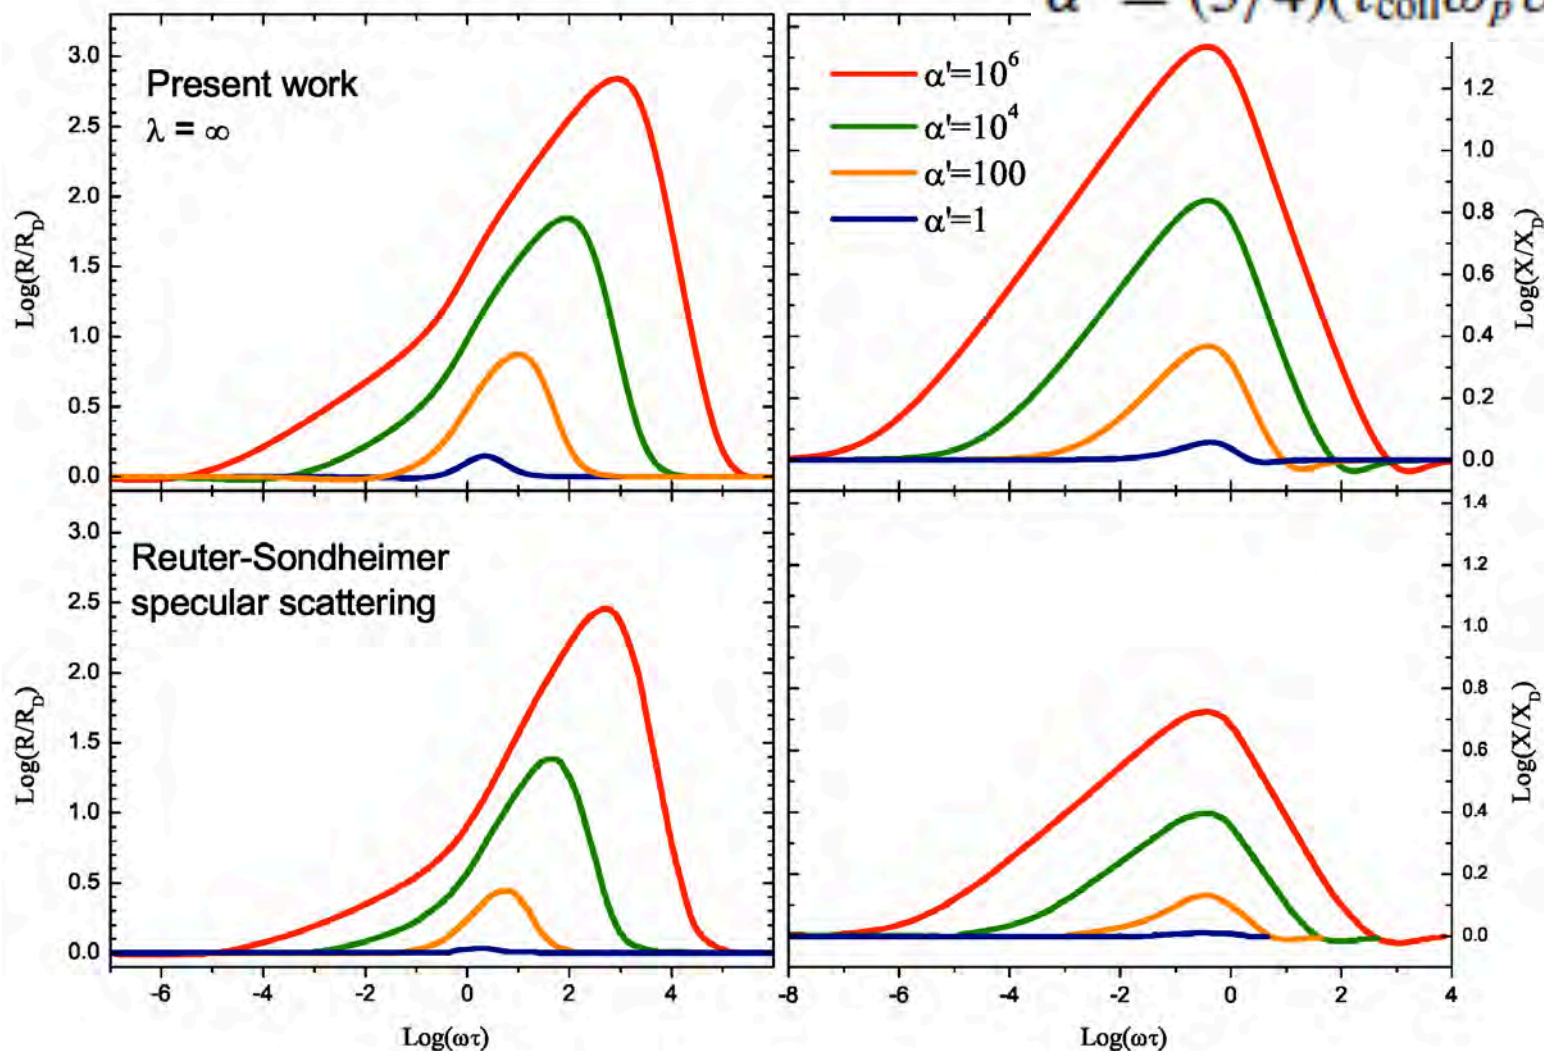 3.0
2.5
2.0
1.5
1.0
0.5
0.0
Log(R/R_D)
Present work
λ = ∞
α'=10⁶
α'=10⁴
α'=100
α'=1
1.2
1.0
0.8
0.6
0.4
0.2
0.0
Log(X/X_D)
3.0
2.5
2.0
1.5
1.0
0.5
0.0
Log(R/R_D)
Reuter-Sondheimer
specular scattering
1.4
1.2
1.0
0.8
0.6
0.4
0.2
0.0
Log(X/X_D)
-6 -4 -2 0 2 4
Log(ωτ)
-8 -6 -4 -2 0 2 4
Log(ωτ)